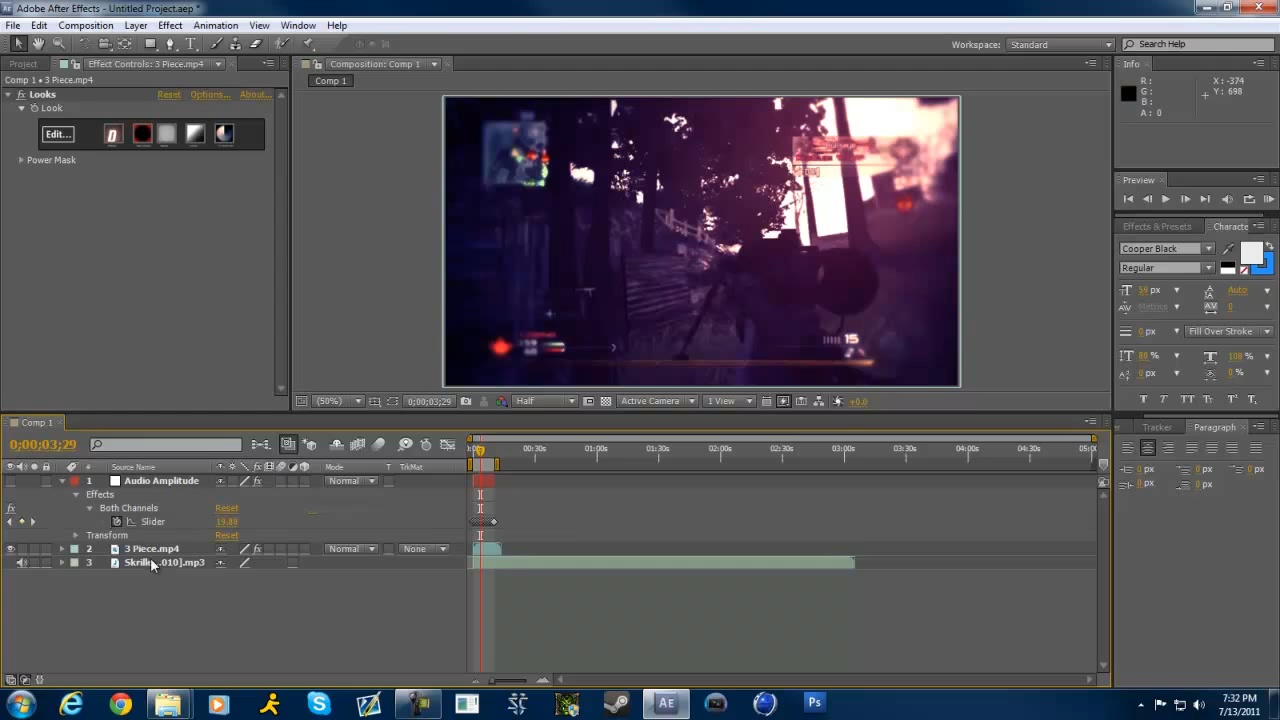 Adobe After Effects - Untitled Project.aep *
File Edit Composition Layer Effect Animation View Window Help
Workspace: Standard Search Help
Project Effect Controls: 3 Piece.mp4
Comp 1 • 3 Piece.mp4
Looks Reset Options... About...
Look
Edit...
Power Mask
Composition: Comp 1
Comp 1
15
(50%) 0;00;03;29 Half Active Camera 1 View +0.0
Info
R: X: -374
G: Y: 698
B:
A: 0
Preview
Effects & Presets Characte
Cooper Black
Regular
59 px Auto
Metrics 0
0 px Fill Over Stroke
80 % 108 %
0 px 0 %
T T TT Tr T' T,
Tracker Paragraph
0 px 0 px 0 px
0 px 0 px
Comp 1
0;00;03;29
00:30s 01:00s 01:30s 02:00s 02:30s 03:00s 03:30s 04:00s 04:30s 05:00
# Source Name Mode T TrkMat
1 Audio Amplitude Normal
Effects
Both Channels Reset
Slider 19.88
Transform Reset
2 3 Piece.mp4 Normal None
3 Skrille...010].mp3
Ae Ps
7:32 PM
7/13/2011